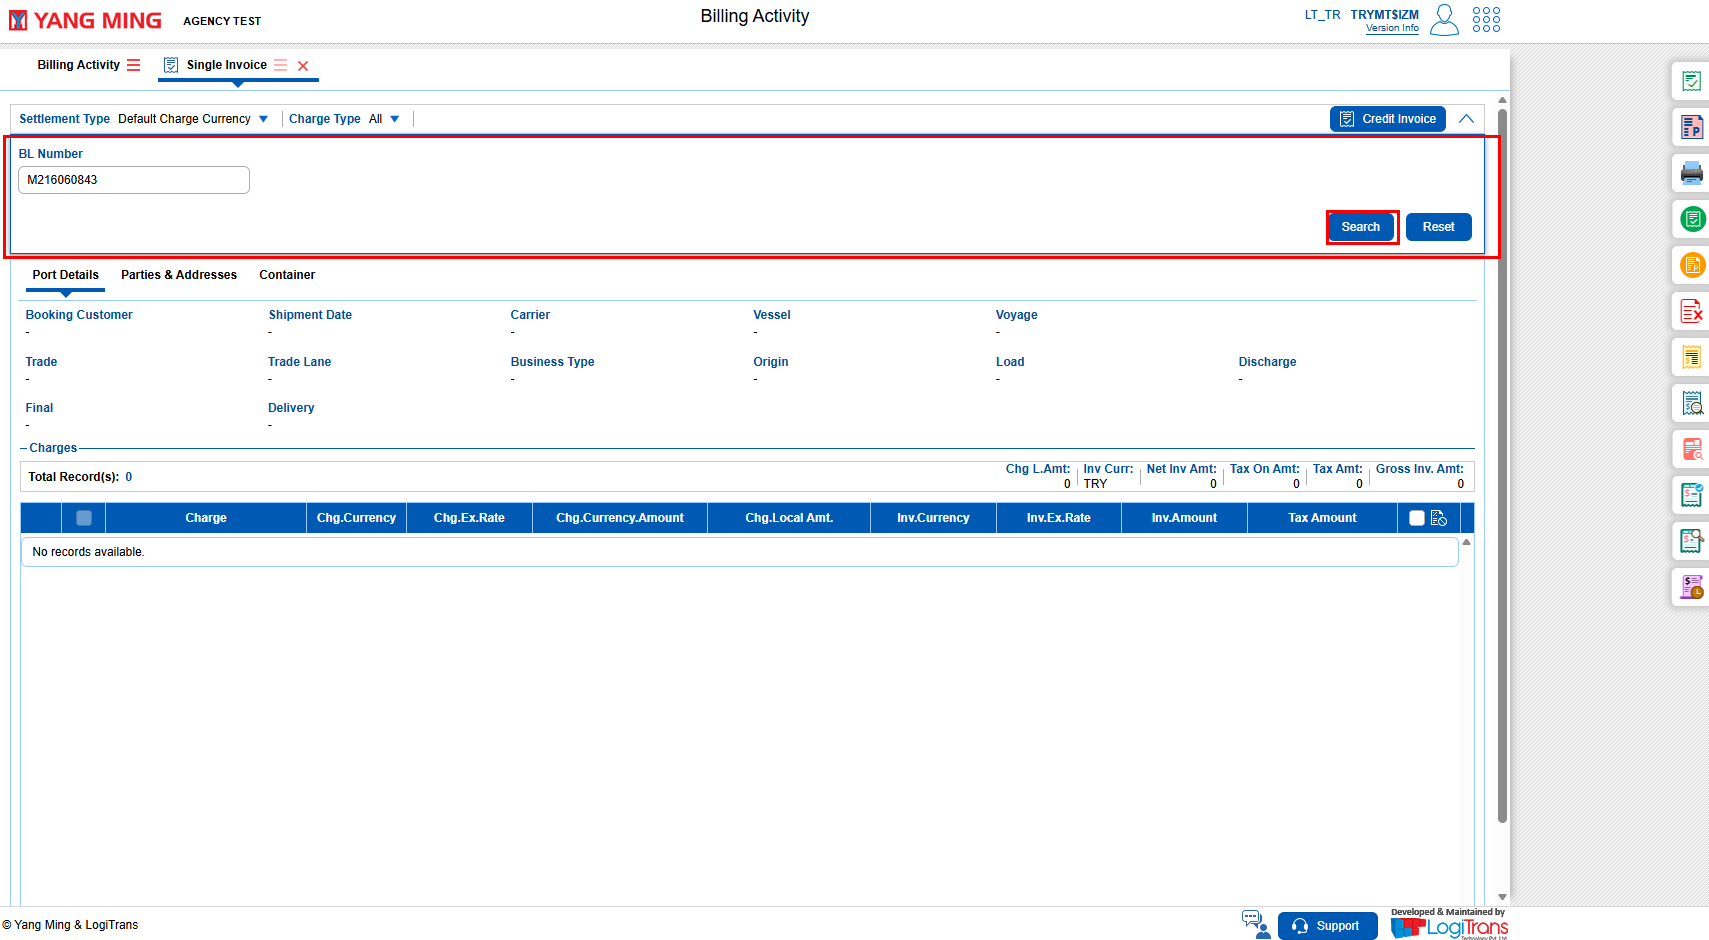 YANG MING AGENCY TEST
Billing Activity
LT_TR TRYMT$IZM
Version Info
Billing Activity
Single Invoice
Settlement Type Default Charge Currency
Charge Type All
Credit Invoice
BL Number
M216060843
Search
Reset
Port Details Parties & Addresses Container
Booking Customer Shipment Date Carrier Vessel Voyage
- - - - -
Trade Trade Lane Business Type Origin Load Discharge
- - - - - -
Final Delivery
- -
Charges
Total Record(s): 0
Chg L.Amt: Inv Curr: Net Inv Amt: Tax On Amt: Tax Amt: Gross Inv. Amt:
0 TRY 0 0 0 0
Charge Chg.Currency Chg.Ex.Rate Chg.Currency.Amount Chg.Local Amt. Inv.Currency Inv.Ex.Rate Inv.Amount Tax Amount
No records available.
© Yang Ming & LogiTrans
Support
Developed & Maintained by
LogiTrans
Technology Pvt. Ltd.